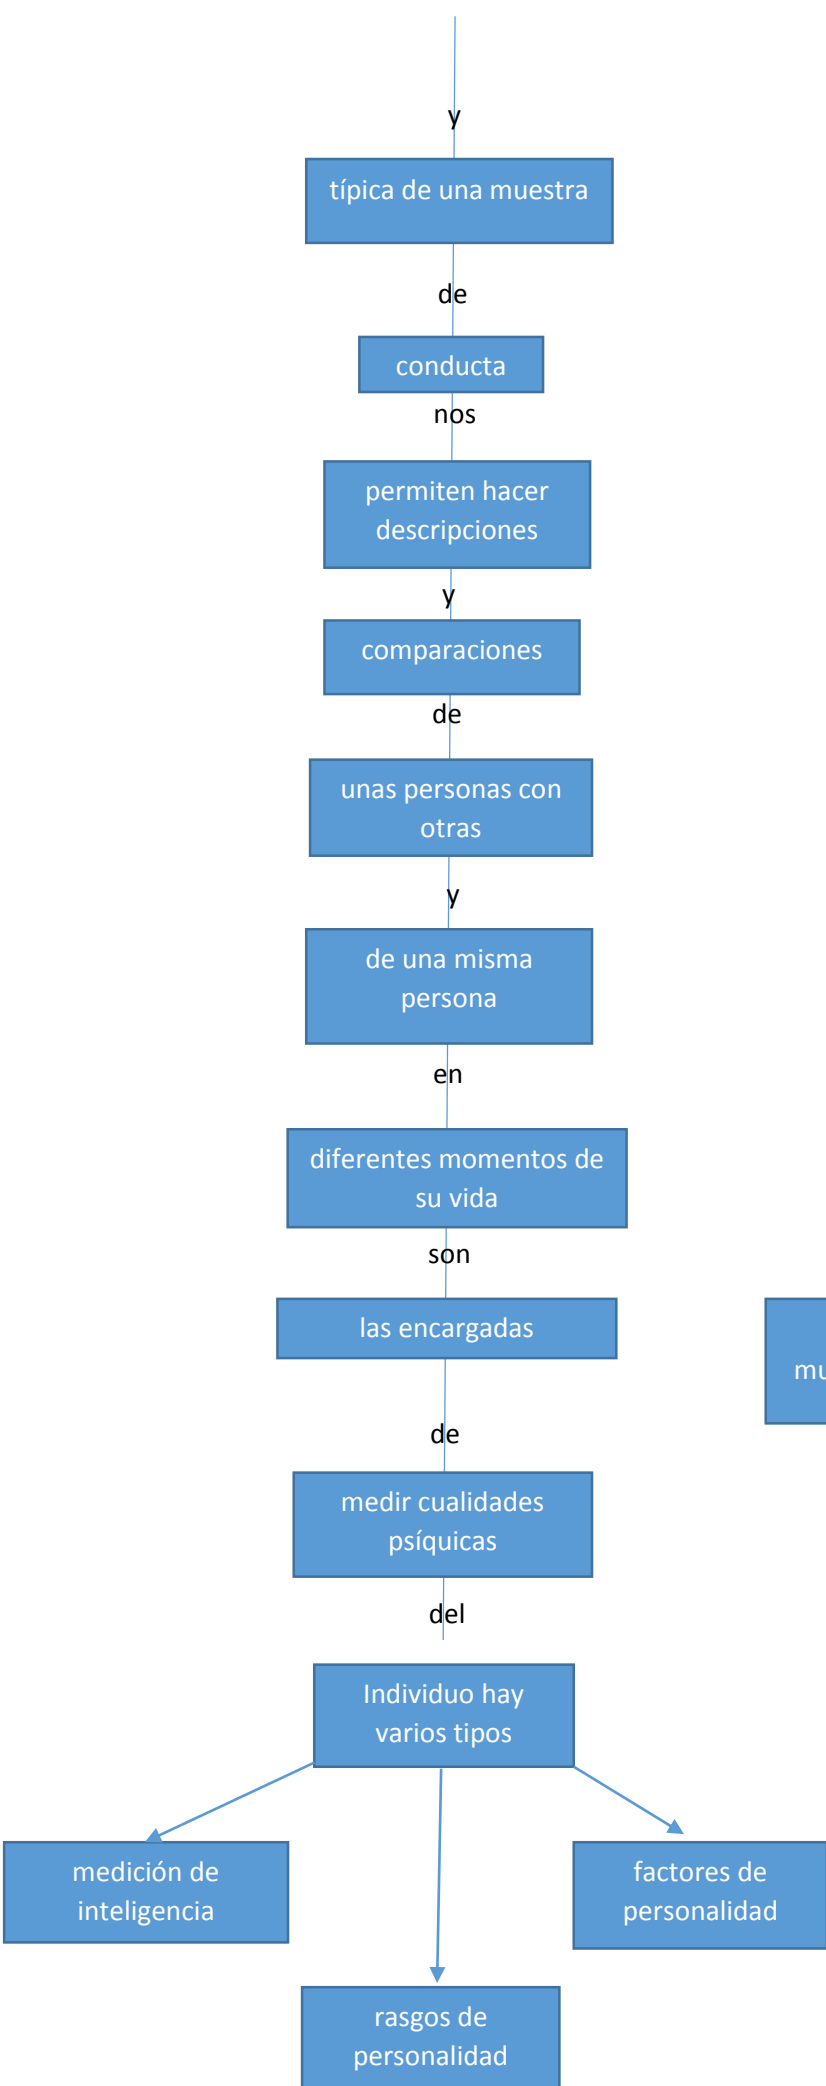 y
típica de una muestra
de
conducta
nos
permiten hacer
descripciones
y
comparaciones
de
unas personas con
otras
y
de una misma
persona
en
diferentes momentos de
su vida
son
las encargadas
de
medir cualidades
psíquicas
del
Individuo hay
varios tipos
medición de
inteligencia
factores de
personalidad
rasgos de
personalidad